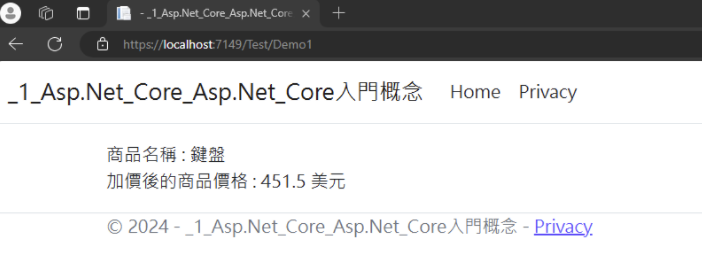 - _1_Asp.Net_Core_Asp.Net_Core
https://localhost:7149/Test/Demo1
_1_Asp.Net_Core_Asp.Net_Core入門概念 Home Privacy
商品名稱 : 鍵盤
加價後的商品價格 : 451.5 美元
© 2024 - _1_Asp.Net_Core_Asp.Net_Core入門概念 - Privacy